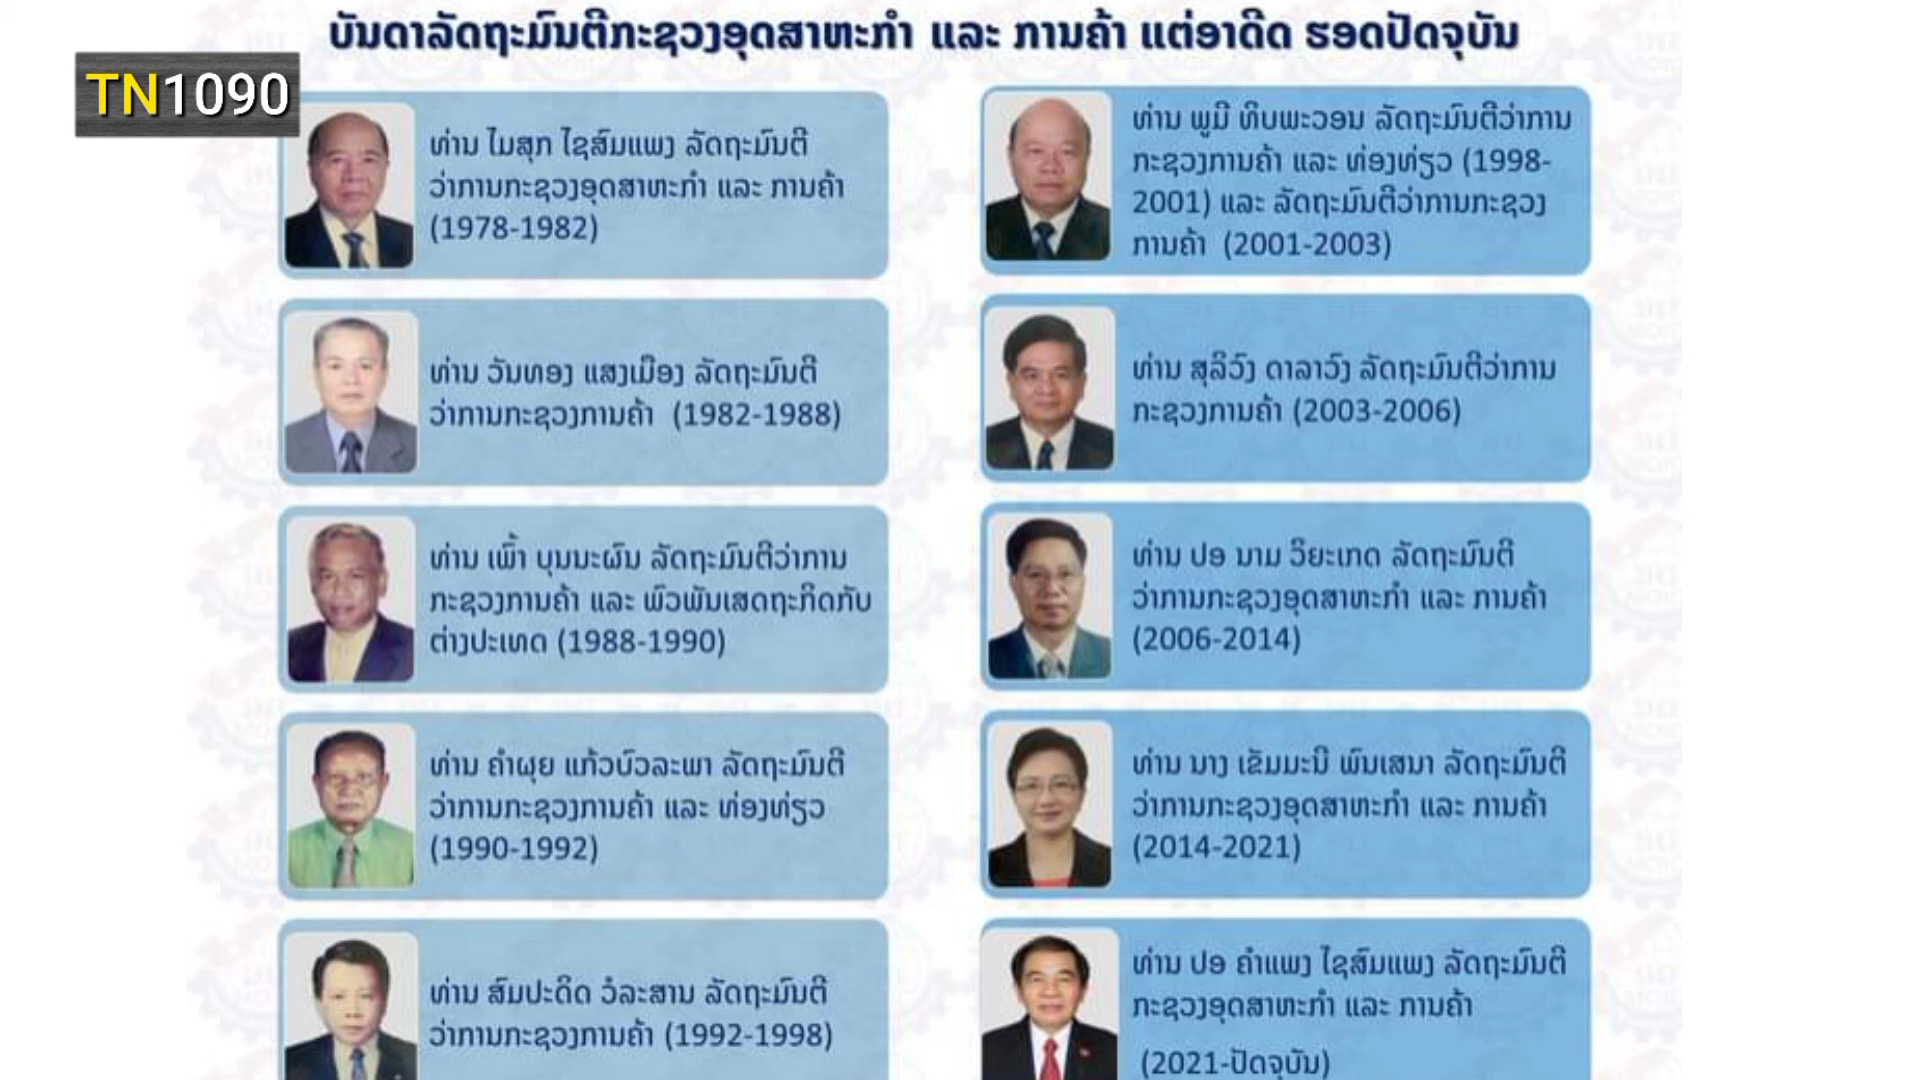 ບັນດາລັດຖະມົນຕີກະຊວງອຸດສາຫະກຳ ແລະ ການຄ້າ ແຕ່ອາດີດ ຮອດປັດຈຸບັນ
TN1090
ທ່ານ ໄມສຸກ ໄຊສົມແພງ ລັດຖະມົນຕີ
ວ່າການກະຊວງອຸດສາຫະກຳ ແລະ ການຄ້າ
(1978-1982)
ທ່ານ ວັນທອງ ແສງເມືອງ ລັດຖະມົນຕີ
ວ່າການກະຊວງການຄ້າ (1982-1988)
ທ່ານ ເພົ້າ ບຸນນະຜົນ ລັດຖະມົນຕີວ່າການ
ກະຊວງການຄ້າ ແລະ ພົວພັນເສດຖະກິດກັບ
ຕ່າງປະເທດ (1988-1990)
ທ່ານ ຄຳຜຸຍ ແກ້ວບົວລະພາ ລັດຖະມົນຕີ
ວ່າການກະຊວງການຄ້າ ແລະ ທ່ອງທ່ຽວ
(1990-1992)
ທ່ານ ສົມປະດິດ ວໍລະສານ ລັດຖະມົນຕີ
ວ່າການກະຊວງການຄ້າ (1992-1998)
ທ່ານ ພູມີ ທິບພະວອນ ລັດຖະມົນຕີວ່າການ
ກະຊວງການຄ້າ ແລະ ທ່ອງທ່ຽວ (1998-
2001) ແລະ ລັດຖະມົນຕີວ່າການກະຊວງ
ການຄ້າ (2001-2003)
ທ່ານ ສຸລິວົງ ດາລາວົງ ລັດຖະມົນຕີວ່າການ
ກະຊວງການຄ້າ (2003-2006)
ທ່ານ ປອ ນາມ ວິຍະເກດ ລັດຖະມົນຕີ
ວ່າການກະຊວງອຸດສາຫະກຳ ແລະ ການຄ້າ
(2006-2014)
ທ່ານ ນາງ ເຂັມມະນີ ພົນເສນາ ລັດຖະມົນຕີ
ວ່າການກະຊວງອຸດສາຫະກຳ ແລະ ການຄ້າ
(2014-2021)
ທ່ານ ປອ ຄຳແພງ ໄຊສົມແພງ ລັດຖະມົນຕີ
ກະຊວງອຸດສາຫະກຳ ແລະ ການຄ້າ
(2021-ປັດຈຸບັນ)